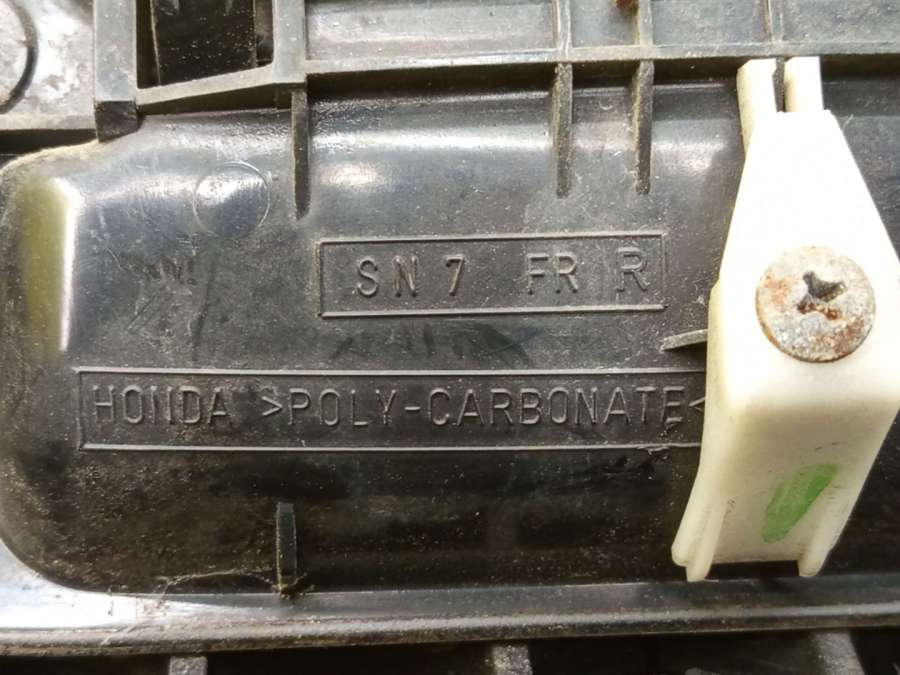 SN7 FR R
HONDA >POLY-CARBONATE<